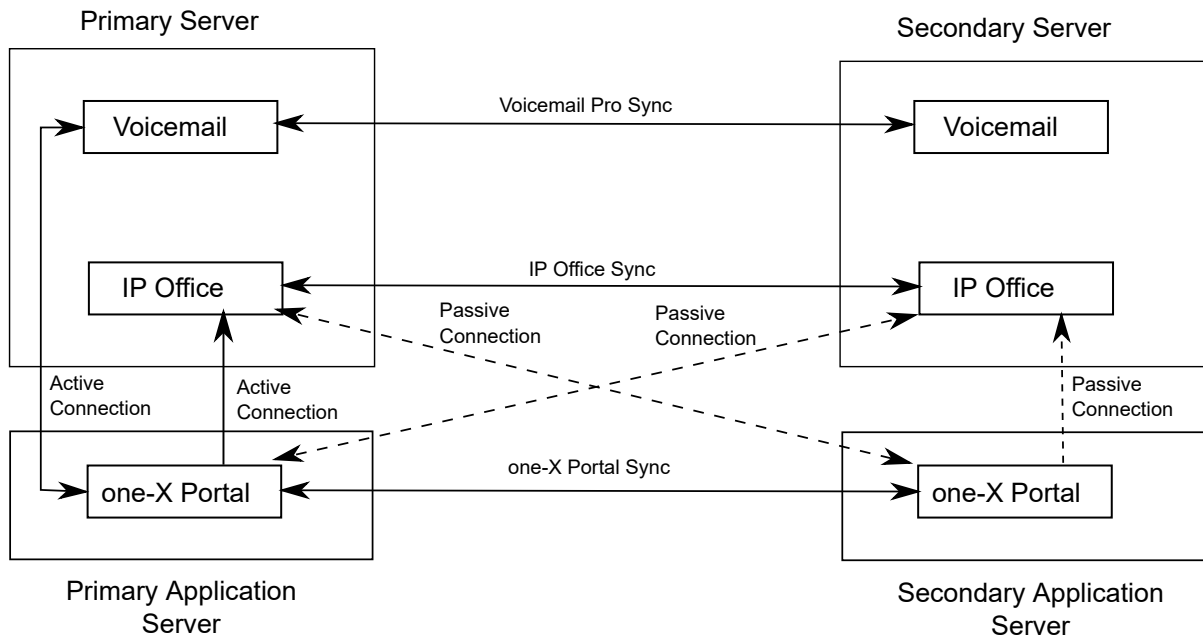 Primary Server
Secondary Server
Voicemail
Voicemail Pro Sync
Voicemail
IP Office
IP Office Sync
IP Office
Passive
Connection
Passive
Connection
Active
Connection
Active
Connection
Passive
Connection
one-X Portal
one-X Portal Sync
one-X Portal
Primary Application
Server
Secondary Application
Server